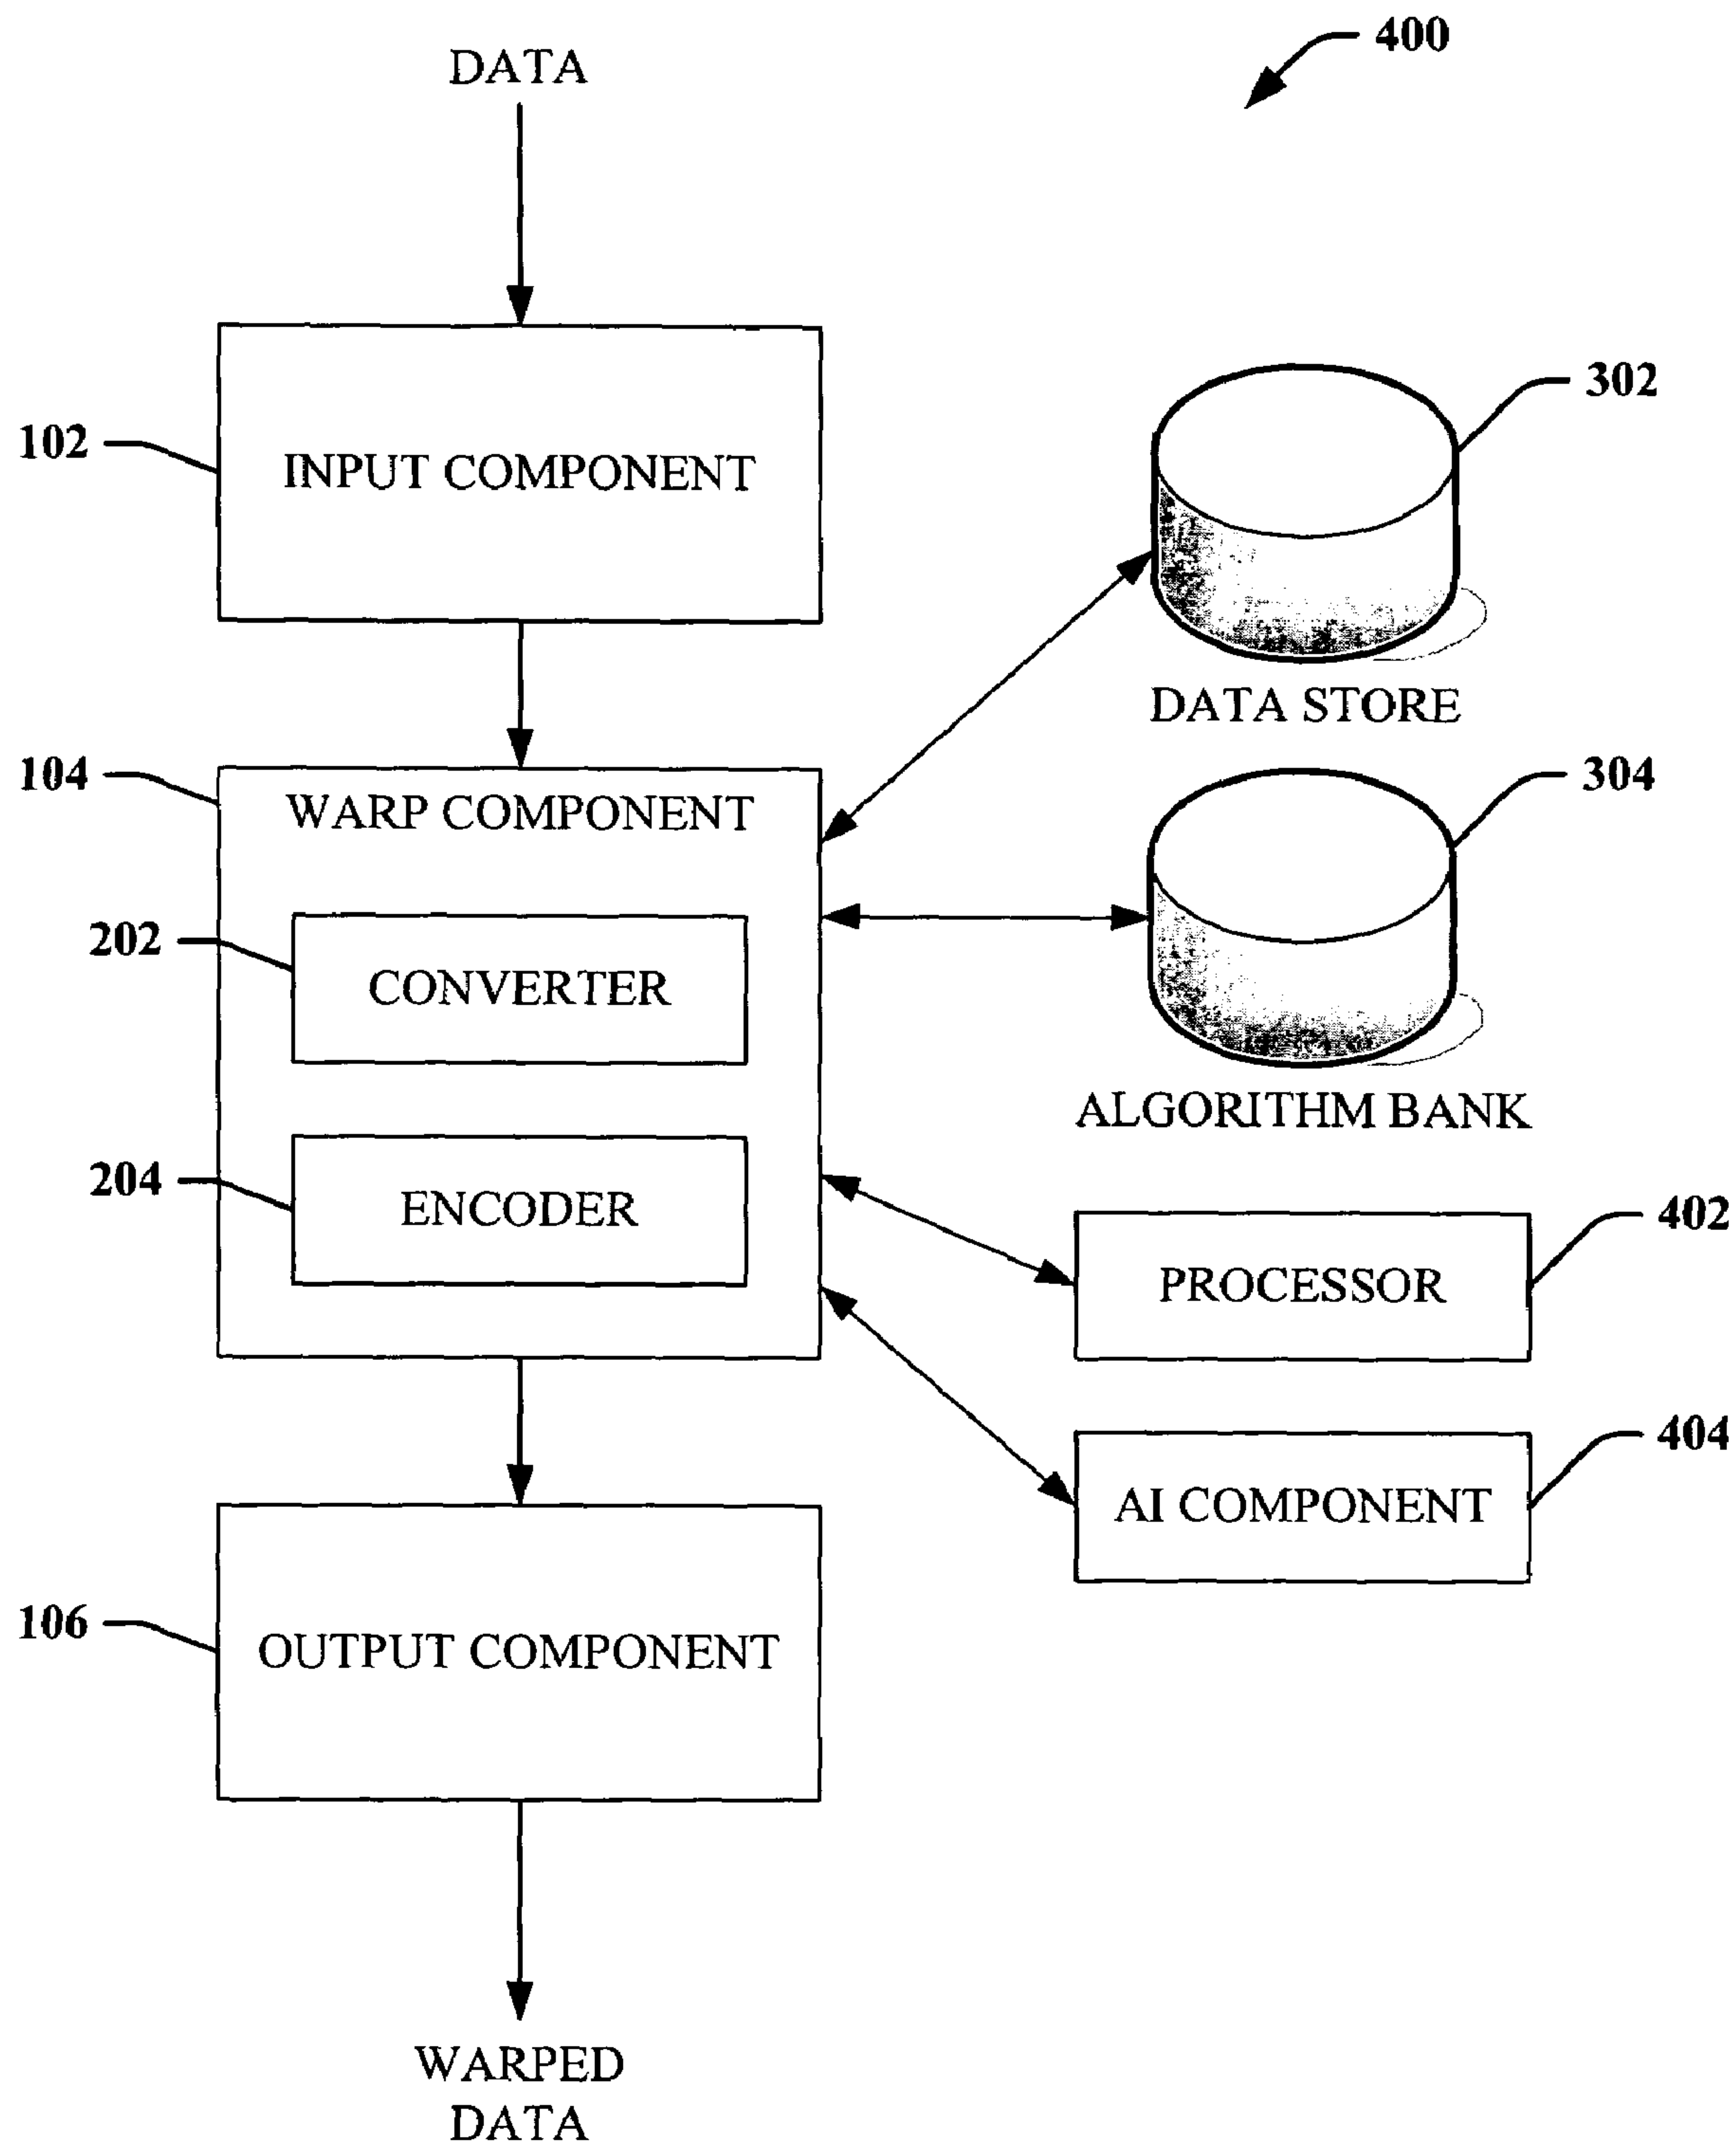 400
DATA
302
102
INPUT COMPONENT
DATA STORE
104
WARP COMPONENT
304
202
CONVERTER
ALGORITHM BANK
204
ENCODER
402
PROCESSOR
404
AI COMPONENT
106
OUTPUT COMPONENT
WARPED
DATA